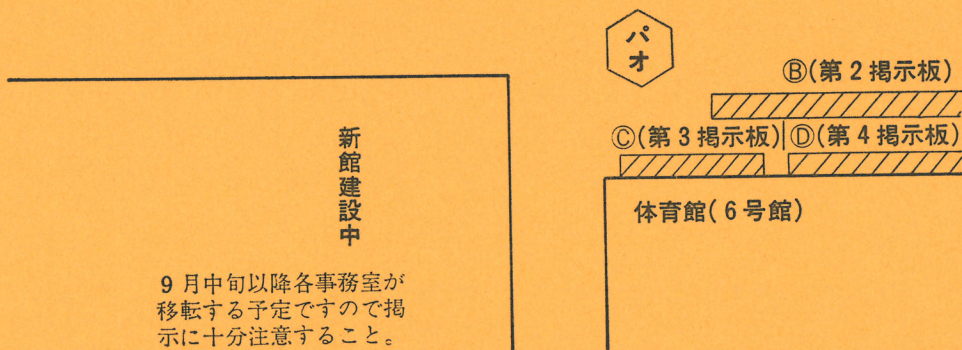 パオ
Ⓑ(第2掲示板)
Ⓒ(第3掲示板)
Ⓓ(第4掲示板)
体育館(6号館)
新館建設中
9月中旬以降各事務室が
移転する予定ですので掲
示に十分注意すること。